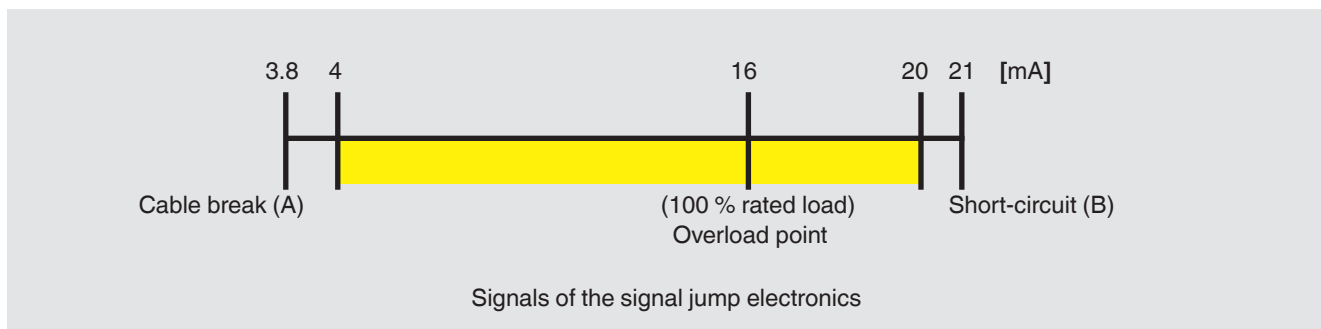 3.8 4 16 20 21 [mA]
Cable break (A) (100 % rated load) Short-circuit (B)
Overload point
Signals of the signal jump electronics